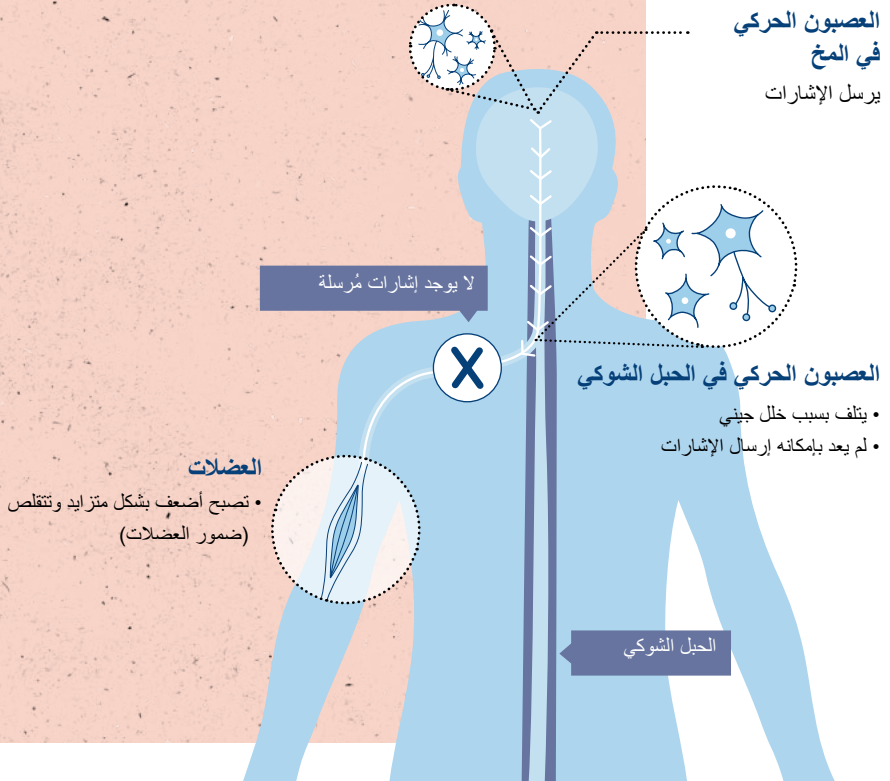 العصبون الحركي
في المخ
يرسل الإشارات
لا يوجد إشارات مُرسلة
العصبون الحركي في الحبل الشوكي
• يتلف بسبب خلل جيني
• لم يعد بإمكانه إرسال الإشارات
العضلات
• تصبح أضعف بشكل متزايد وتتقلص
(ضمور العضلات)
الحبل الشوكي